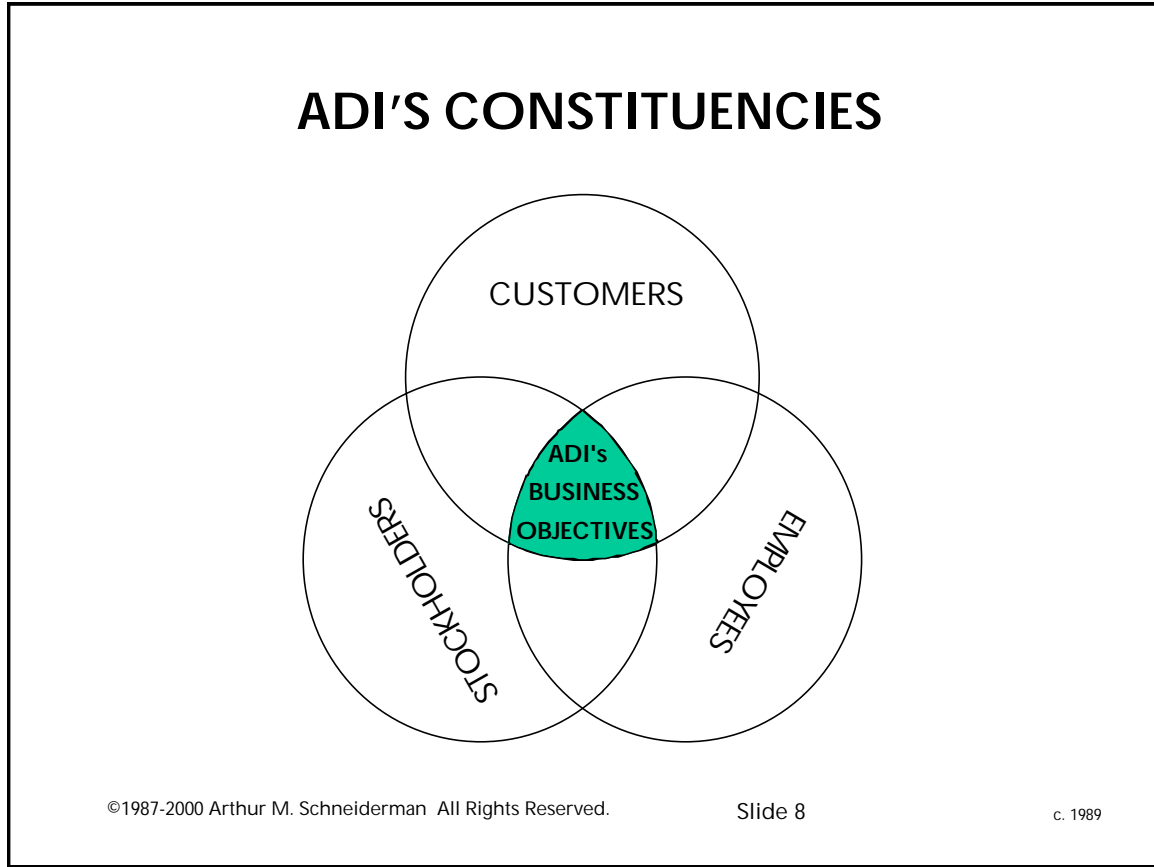 ADI'S CONSTITUENCIES
CUSTOMERS
ADI's
BUSINESS
OBJECTIVES
STOCKHOLDERS
EMPLOYEES
©1987-2000 Arthur M. Schneiderman All Rights Reserved.
Slide 8
c. 1989